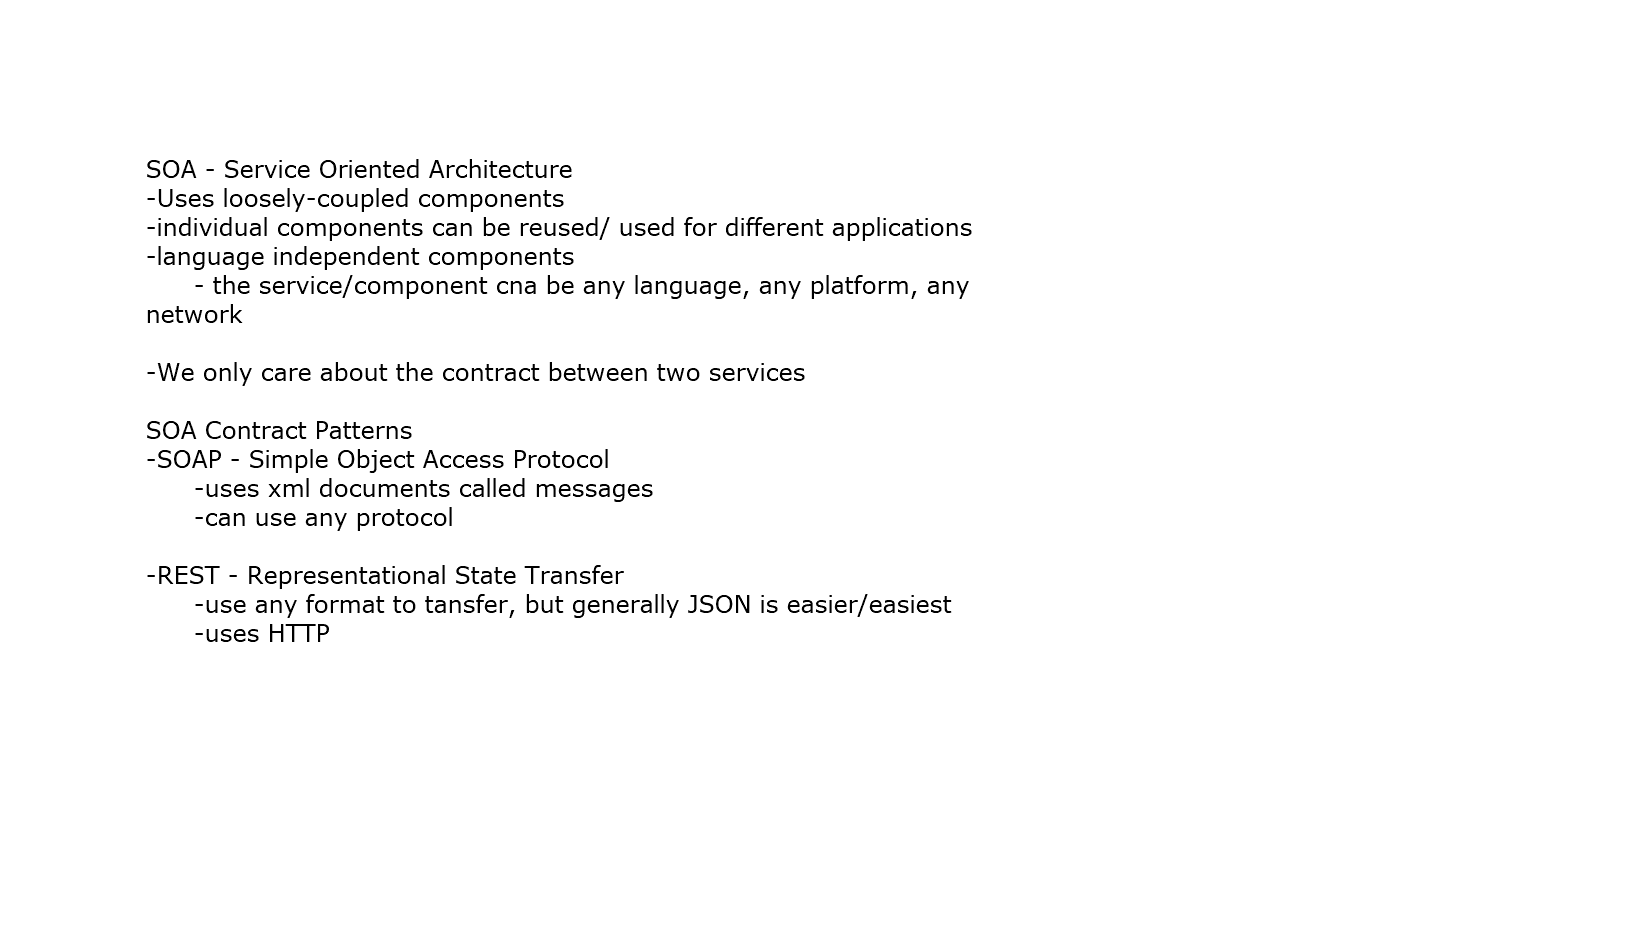 SOA - Service Oriented Architecture
-Uses loosely-coupled components
-individual components can be reused/ used for different applications
-language independent components
- the service/component cna be any language, any platform, any
network
-We only care about the contract between two services
SOA Contract Patterns
-SOAP - Simple Object Access Protocol
-uses xml documents called messages
-can use any protocol
-REST - Representational State Transfer
-use any format to tansfer, but generally JSON is easier/easiest
-uses HTTP